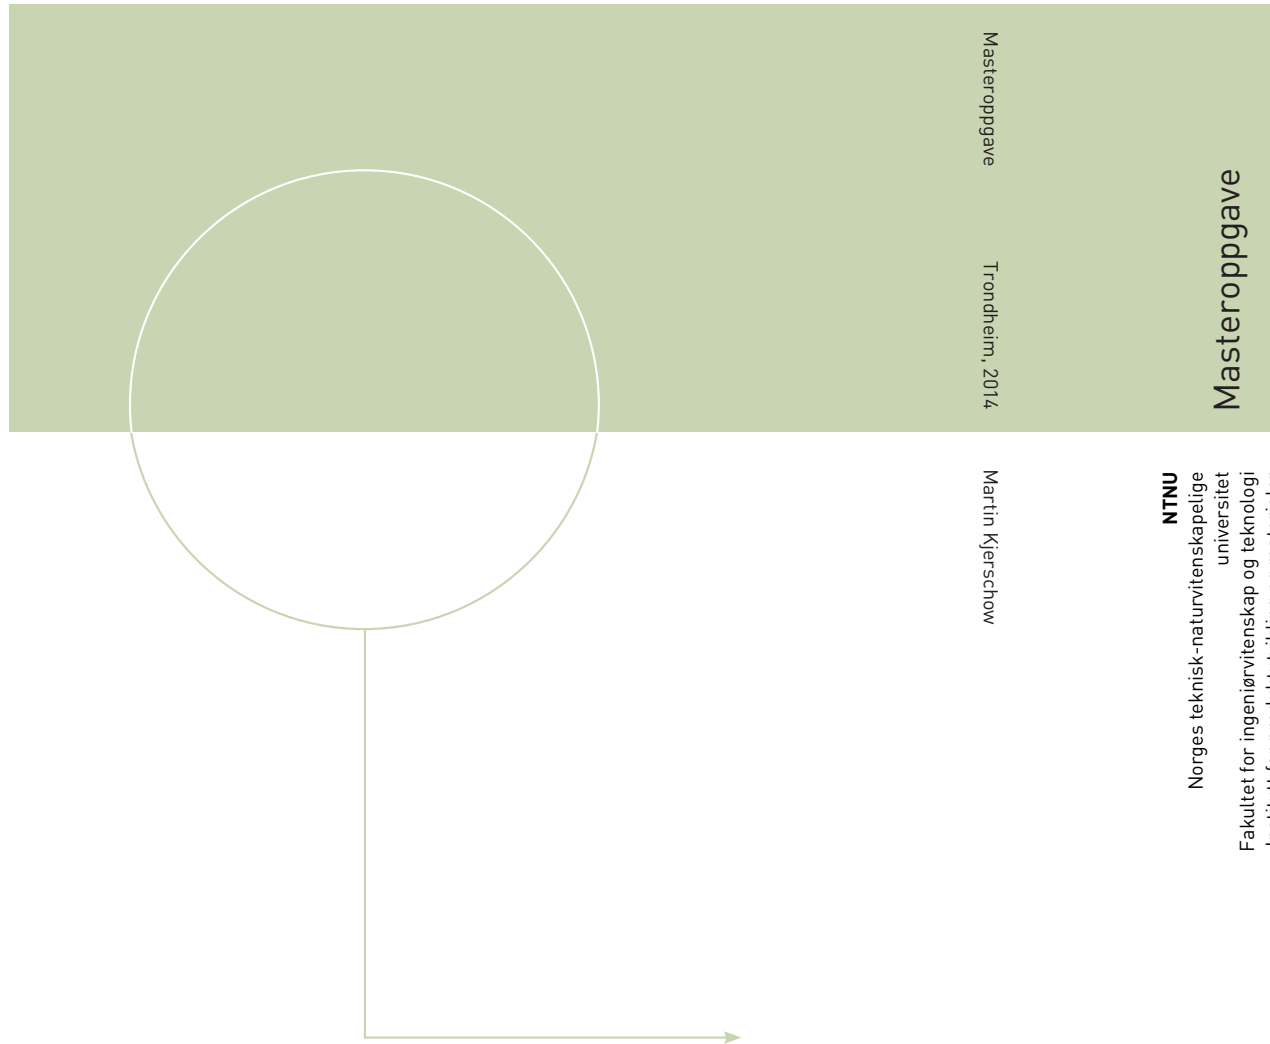 Masteroppgave
Trondheim, 2014
Martin Kjerschow
Masteroppgave
NTNU
Norges teknisk-naturvitenskapelige
universitet
Fakultet for ingeniørvitenskap og teknologi